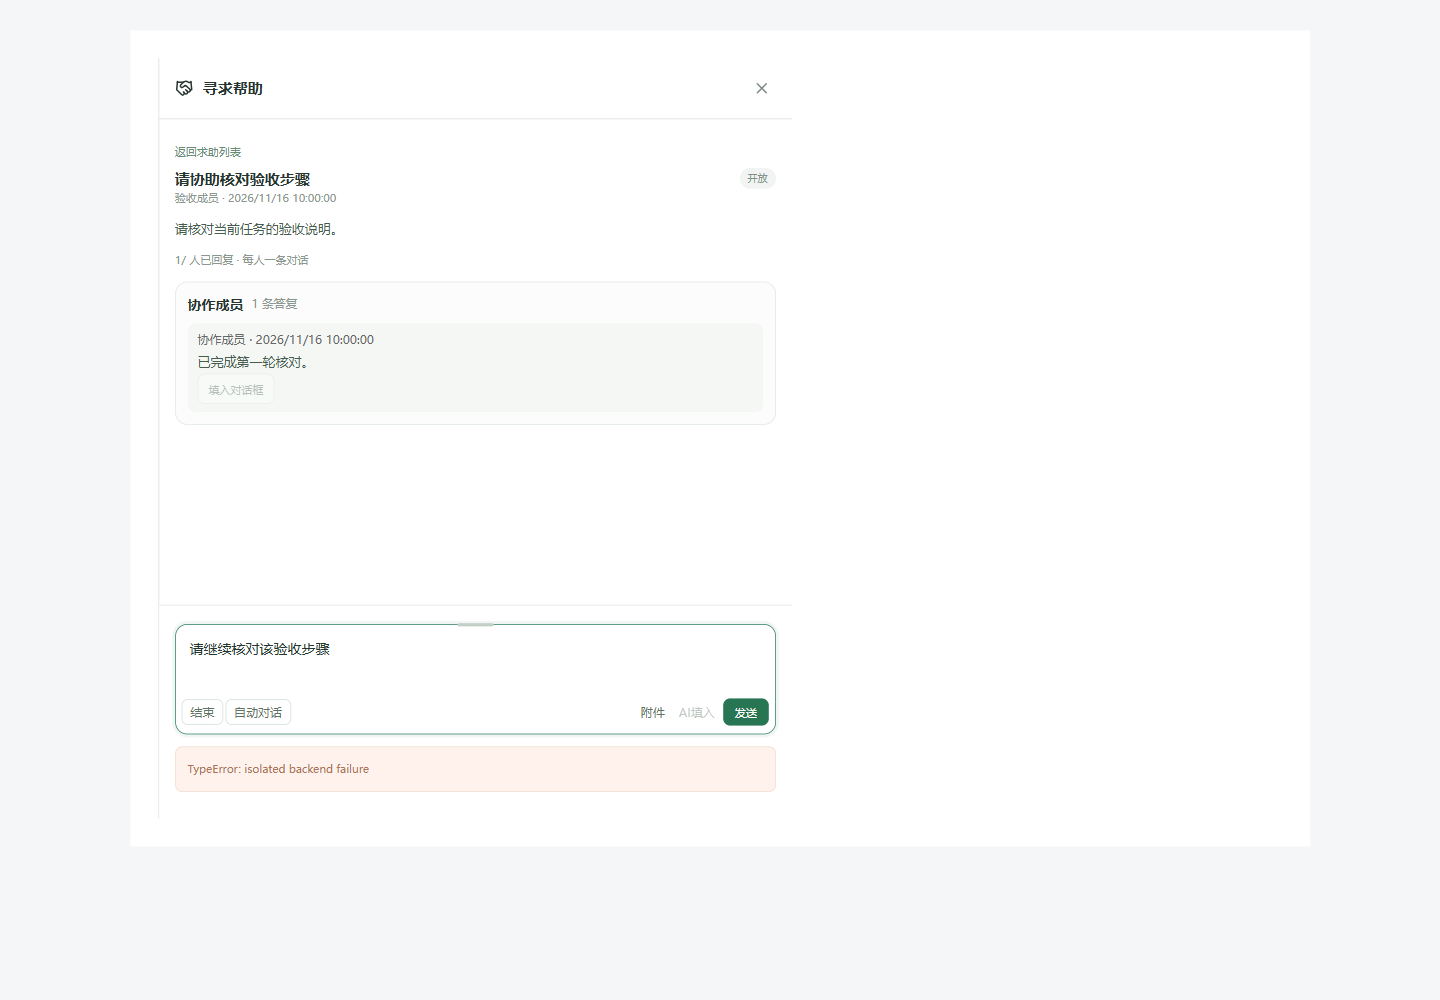 寻求帮助
返回求助列表
请协助核对验收步骤
开放
验收成员 · 2026/11/16 10:00:00
请核对当前任务的验收说明。
1/ 人已回复 · 每人一条对话
协作成员 1 条答复
协作成员 · 2026/11/16 10:00:00
已完成第一轮核对。
填入对话框
请继续核对该验收步骤
结束 自动对话 附件 AI填入 发送
TypeError: isolated backend failure